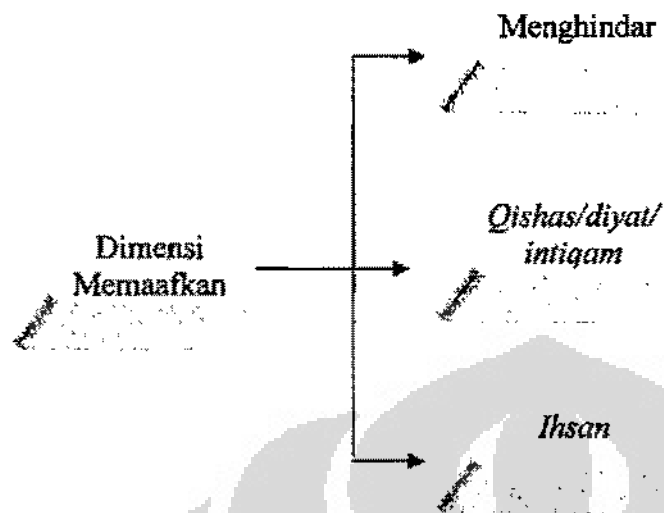 Menghindar
Qishas/diyat/
intiqam
Dimensi
Memaafkan
Ihsan